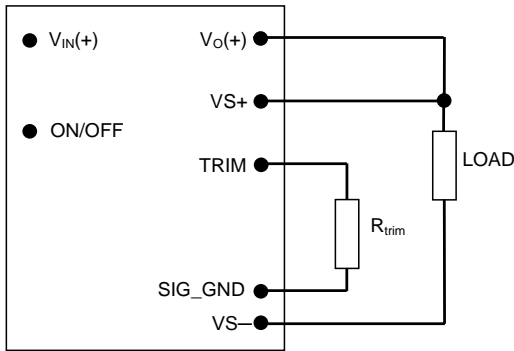 VIN(+)
VO(+)
VS+
ON/OFF
TRIM
LOAD
Rtrim
SIG_GND
VS─